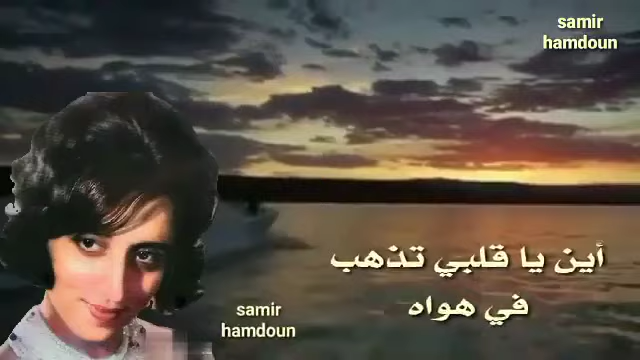 samir
hamdoun
أين يا قلبي تذهب
في هواه
samir
hamdoun